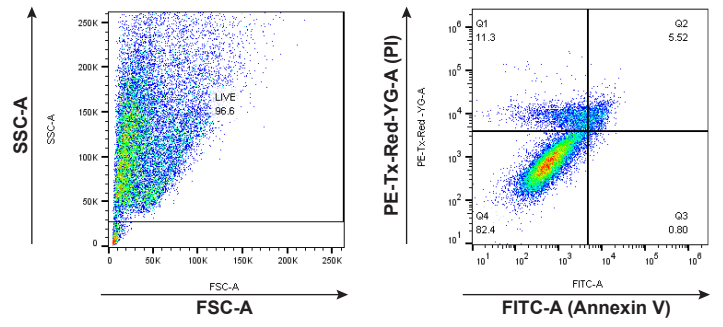 SSC-A
SSC-A
250K
200K
150K
100K
50K
0
LIVE
96.6
0
50K
100K
150K
200K
250K
FSC-A
FSC-A
PE-Tx-Red-YG-A (PI)
PE-Tx-Red -YG-A
10^6
10^5
10^4
10^3
10^2
10^1
Q1
11.3
Q2
5.52
Q4
82.4
Q3
0.80
10^1
10^2
10^3
10^4
10^5
10^6
FITC-A
FITC-A (Annexin V)